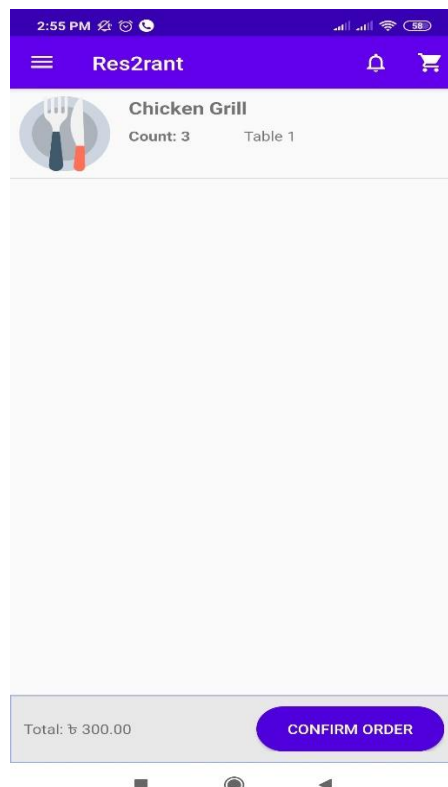 2:55 PM 58
Res2rant
Chicken Grill
Count: 3 Table 1
Total: ৳ 300.00 CONFIRM ORDER